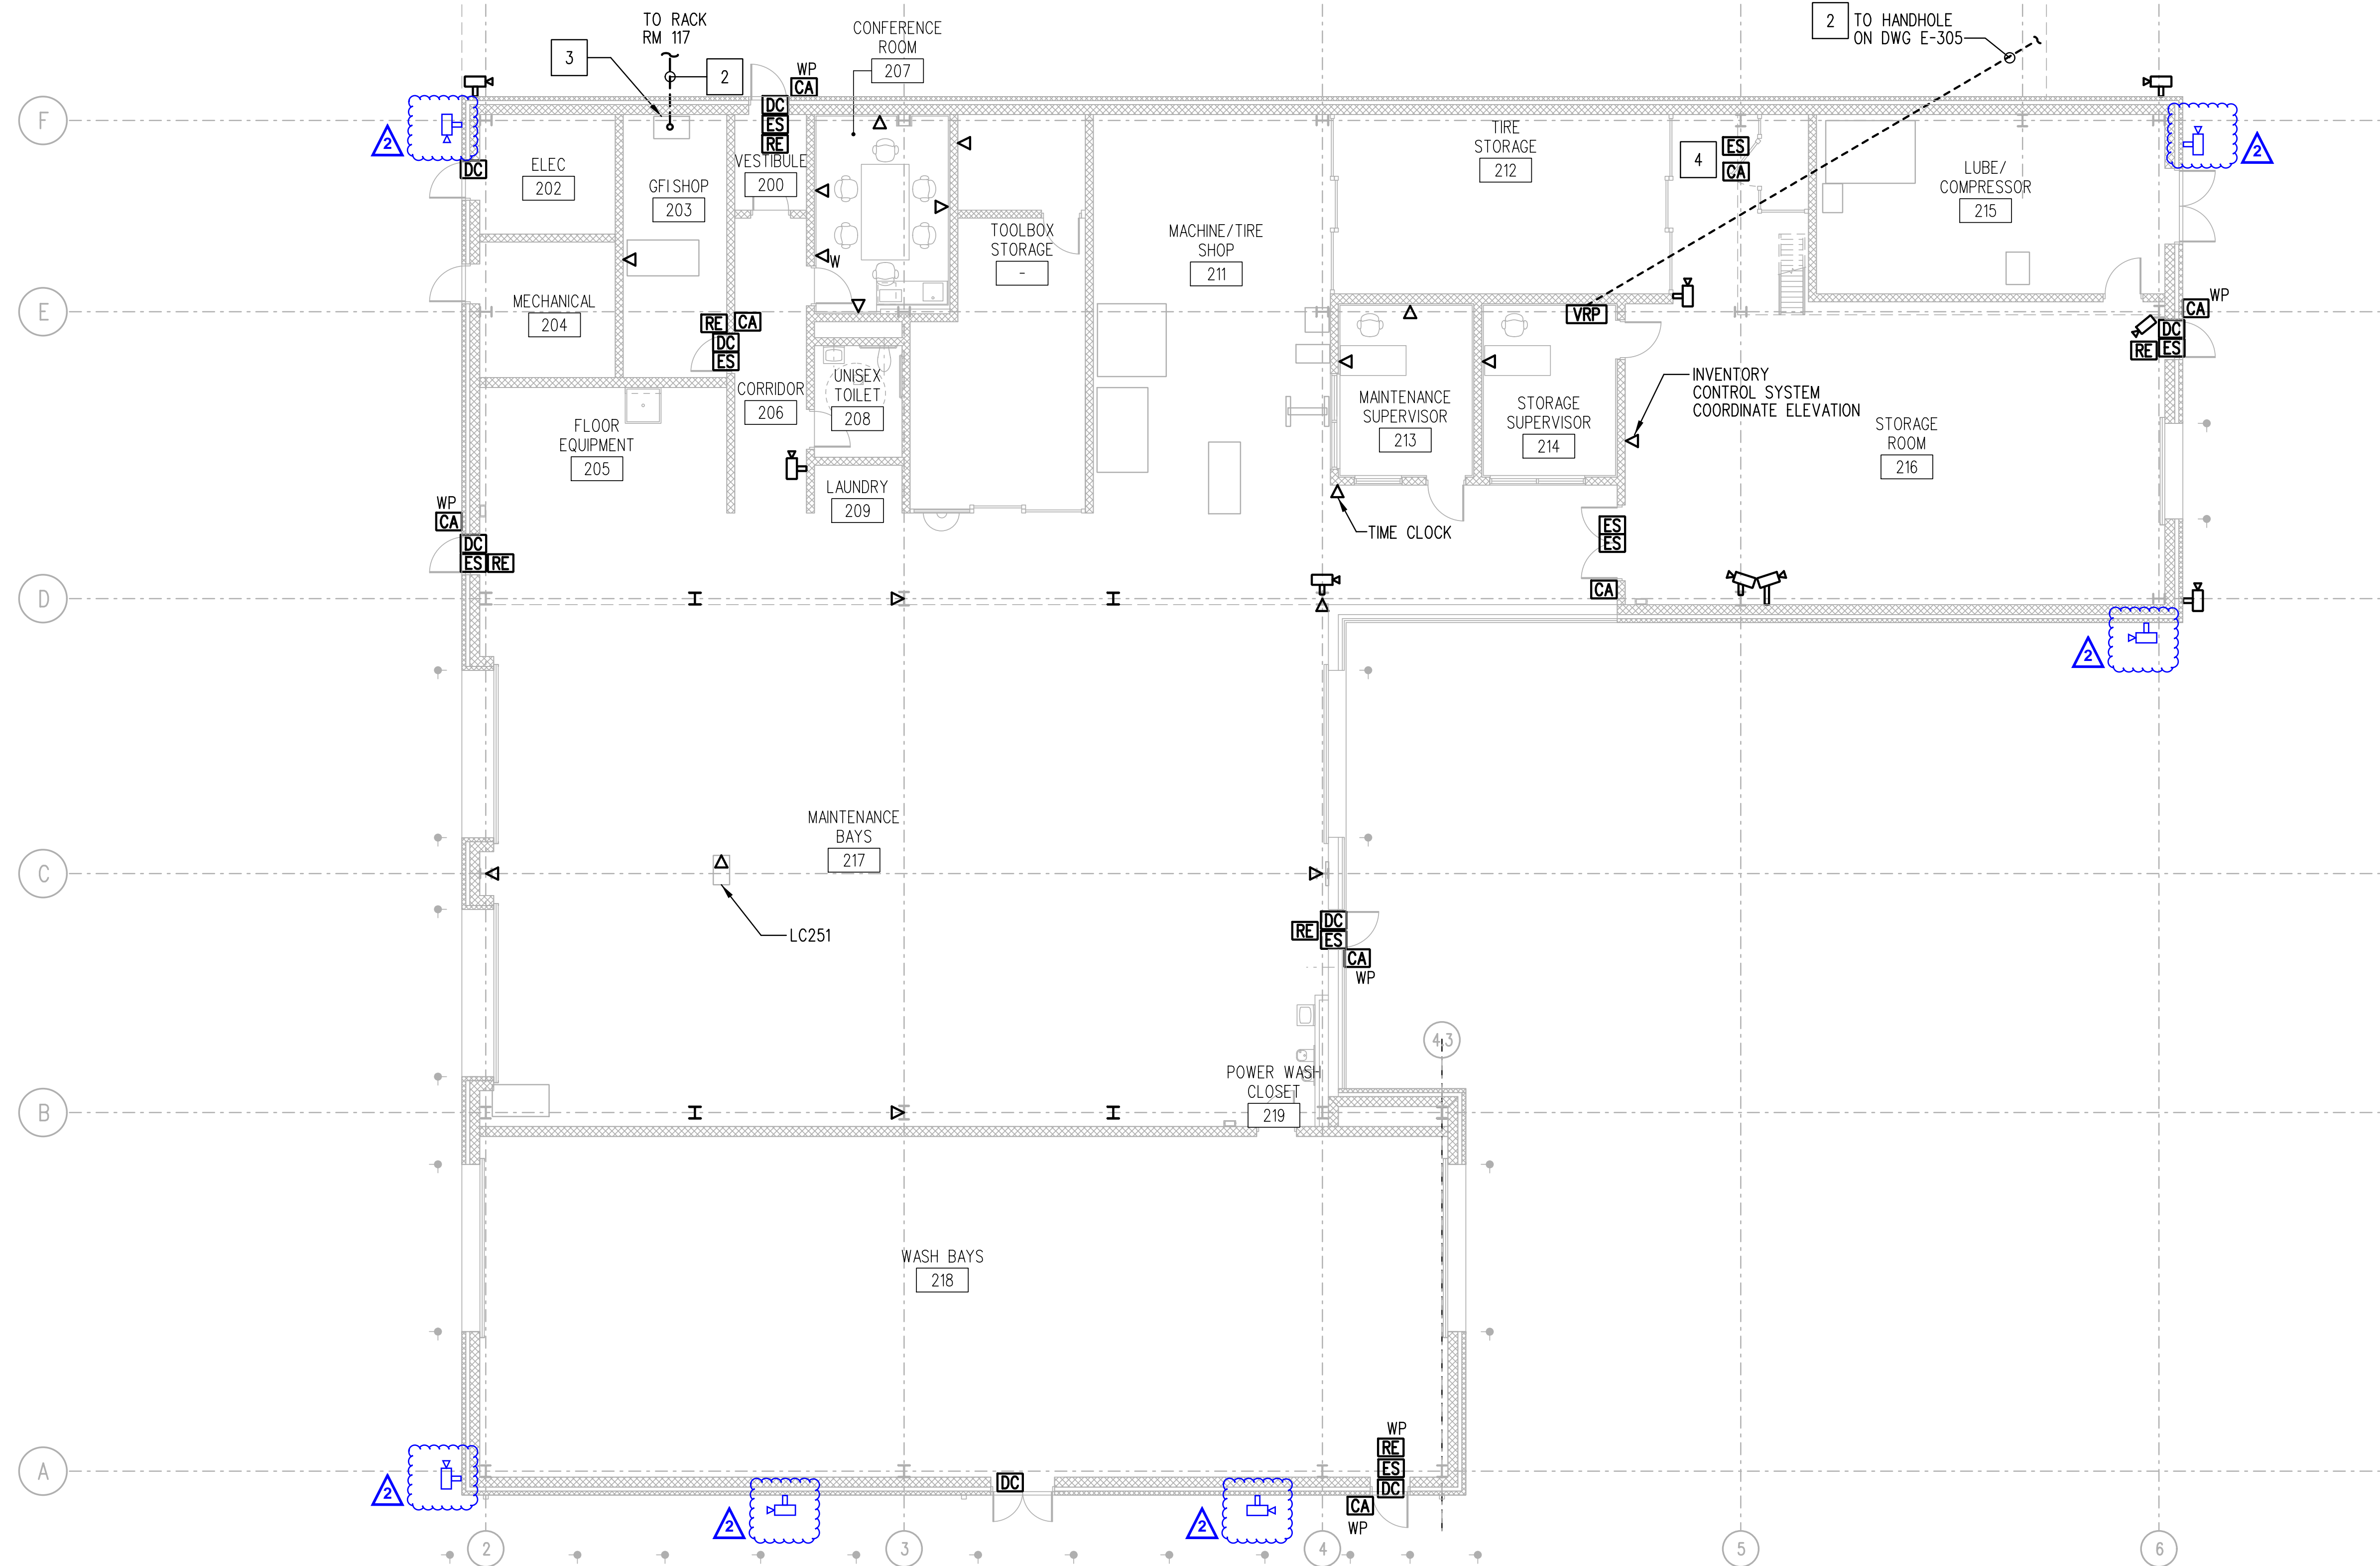 TO RACK
RM 117
3
2
CONFERENCE
ROOM
207
2
TO HANDHOLE
ON DWG E-305
WP
CA
DC
ES
RE
VESTIBULE
200
F
2
DC
ELEC
202
GFI SHOP
203
TIRE
STORAGE
212
4
ES
CA
LUBE/
COMPRESSOR
215
2
TOOLBOX
STORAGE
-
MACHINE/TIRE
SHOP
211
W
E
MECHANICAL
204
RE
CA
DC
ES
VRP
WP
CA
DC
RE
ES
CORRIDOR
206
UNISEX
TOILET
208
MAINTENANCE
SUPERVISOR
213
STORAGE
SUPERVISOR
214
INVENTORY
CONTROL SYSTEM
COORDINATE ELEVATION
STORAGE
ROOM
216
FLOOR
EQUIPMENT
205
LAUNDRY
209
TIME CLOCK
WP
CA
DC
ES
RE
ES
ES
CA
D
2
MAINTENANCE
BAYS
217
C
LC251
RE
DC
ES
CA
WP
4.3
POWER WASH
CLOSET
219
B
WASH BAYS
218
A
2
2
DC
2
WP
RE
ES
DC
CA
WP
2
3
4
5
6